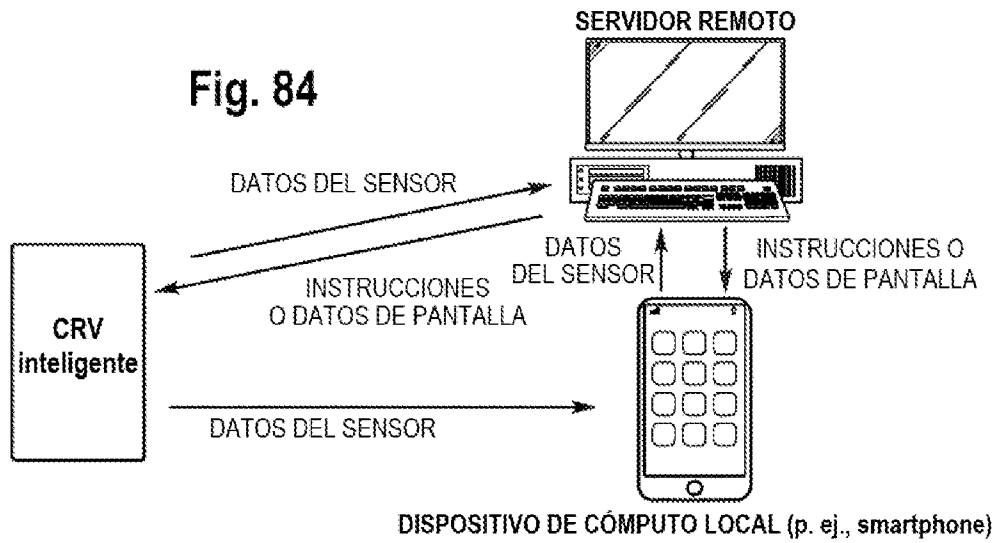 SERVIDOR REMOTO
Fig. 84
DATOS DEL SENSOR
INSTRUCCIONES
O DATOS DE PANTALLA
DATOS
DEL SENSOR
INSTRUCCIONES O
DATOS DE PANTALLA
CRV
inteligente
DATOS DEL SENSOR
DISPOSITIVO DE CÓMPUTO LOCAL (p. ej., smartphone)